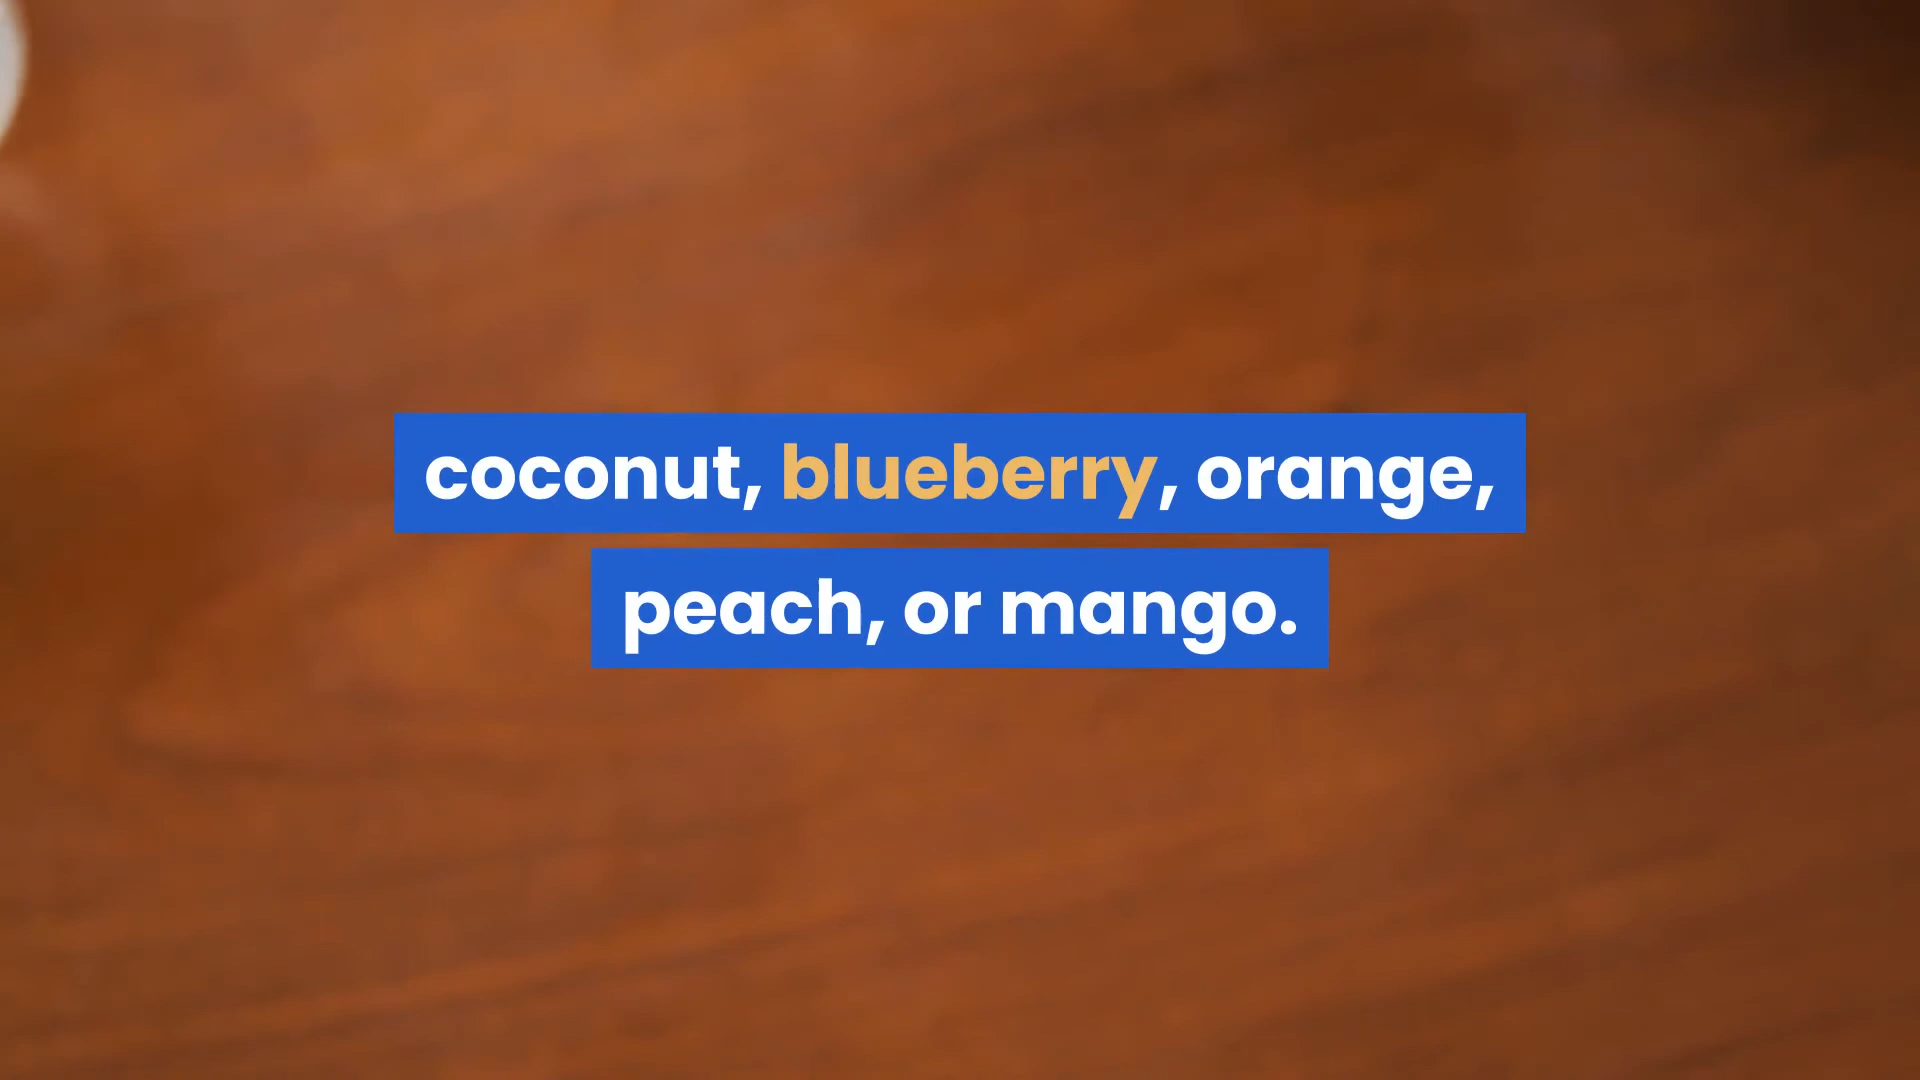 coconut, blueberry, orange,
peach, or mango.